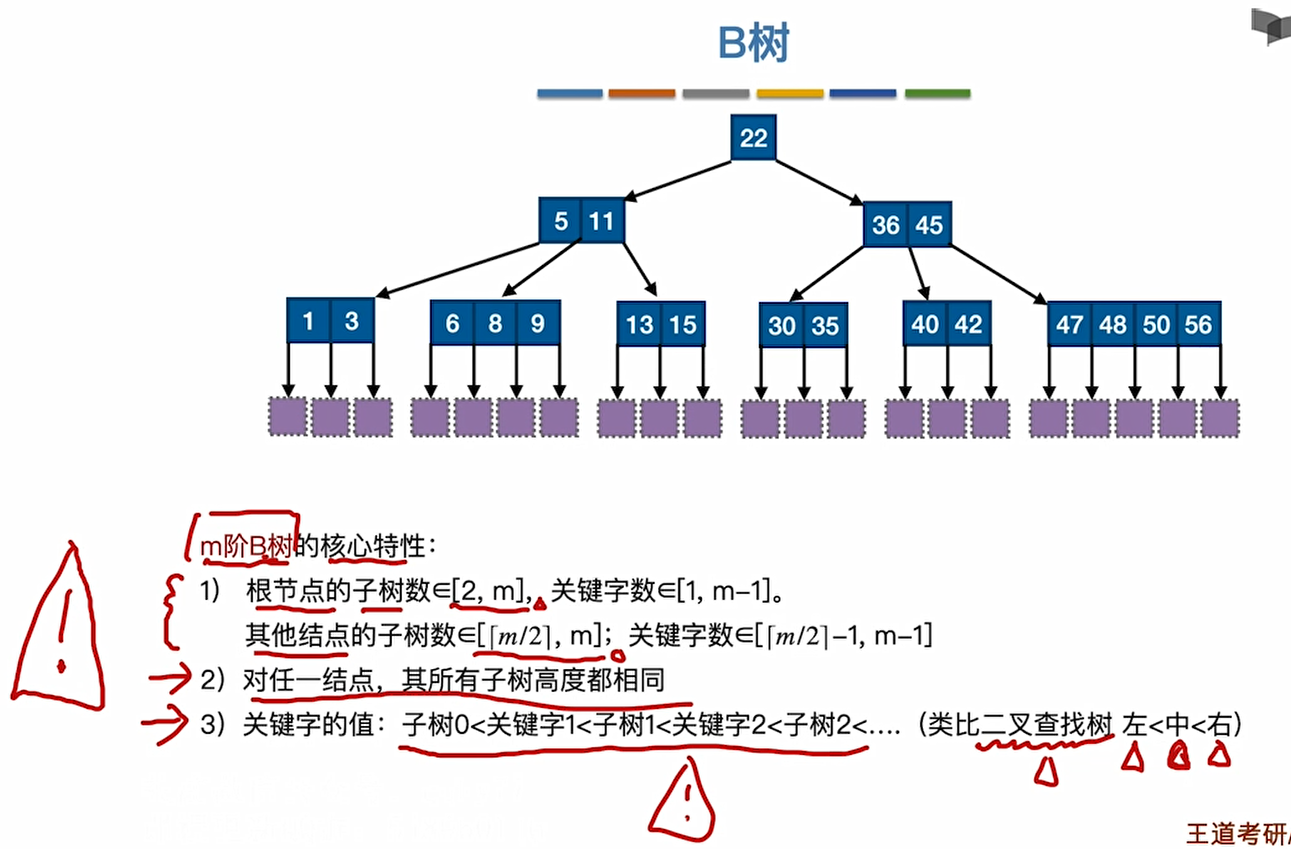 B树
22
5 11
36 45
1 3
6 8 9
13 15
30 35
40 42
47 48 50 56
m阶B树的核心特性：
1) 根节点的子树数∈[2, m]，关键字数∈[1, m-1]。
其他结点的子树数∈[⌈m/2⌉, m]；关键字数∈[⌈m/2⌉-1, m-1]
2) 对任一结点，其所有子树高度都相同
3) 关键字的值：子树0<关键字1<子树1<关键字2<子树2<.... (类比二叉查找树 左<中<右)
王道考研/